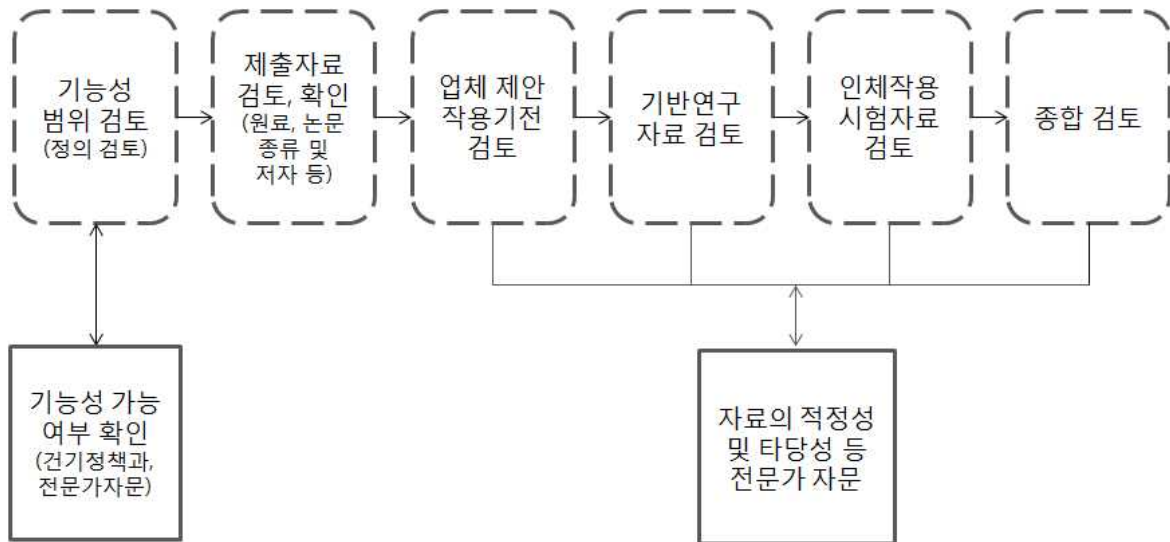 기능성
범위 검토
(정의 검토)
제출자료
검토, 확인
(원료, 논문
종류 및
저자 등)
업체 제안
작용기전
검토
기반연구
자료 검토
인체작용
시험자료
검토
종합 검토
기능성 가능
여부 확인
(건기정책과,
전문가자문)
자료의 적정성
및 타당성 등
전문가 자문